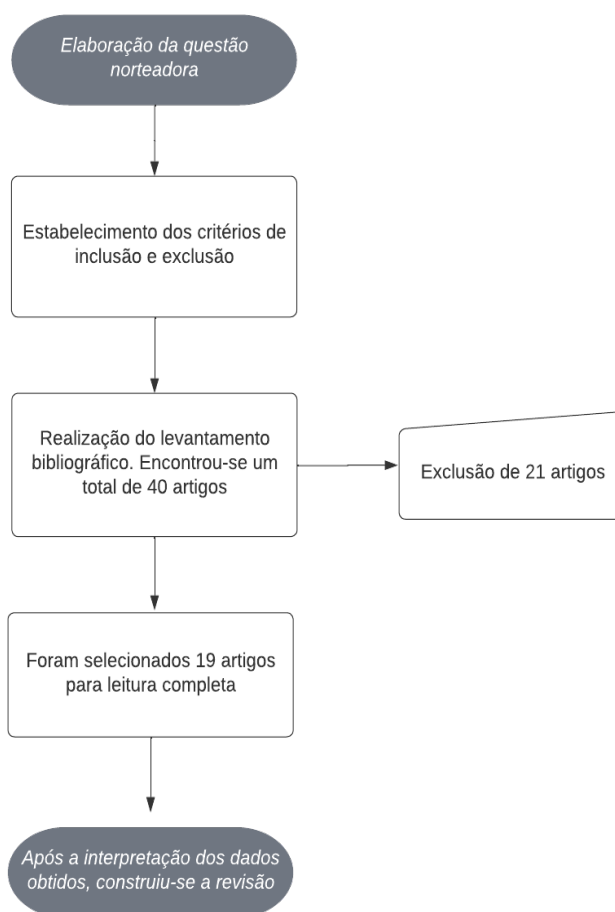 Elaboração da questão
norteadora
Estabelecimento dos critérios de
inclusão e exclusão
Realização do levantamento
bibliográfico. Encontrou-se um
total de 40 artigos
Exclusão de 21 artigos
Foram selecionados 19 artigos
para leitura completa
Após a interpretação dos dados
obtidos, construiu-se a revisão